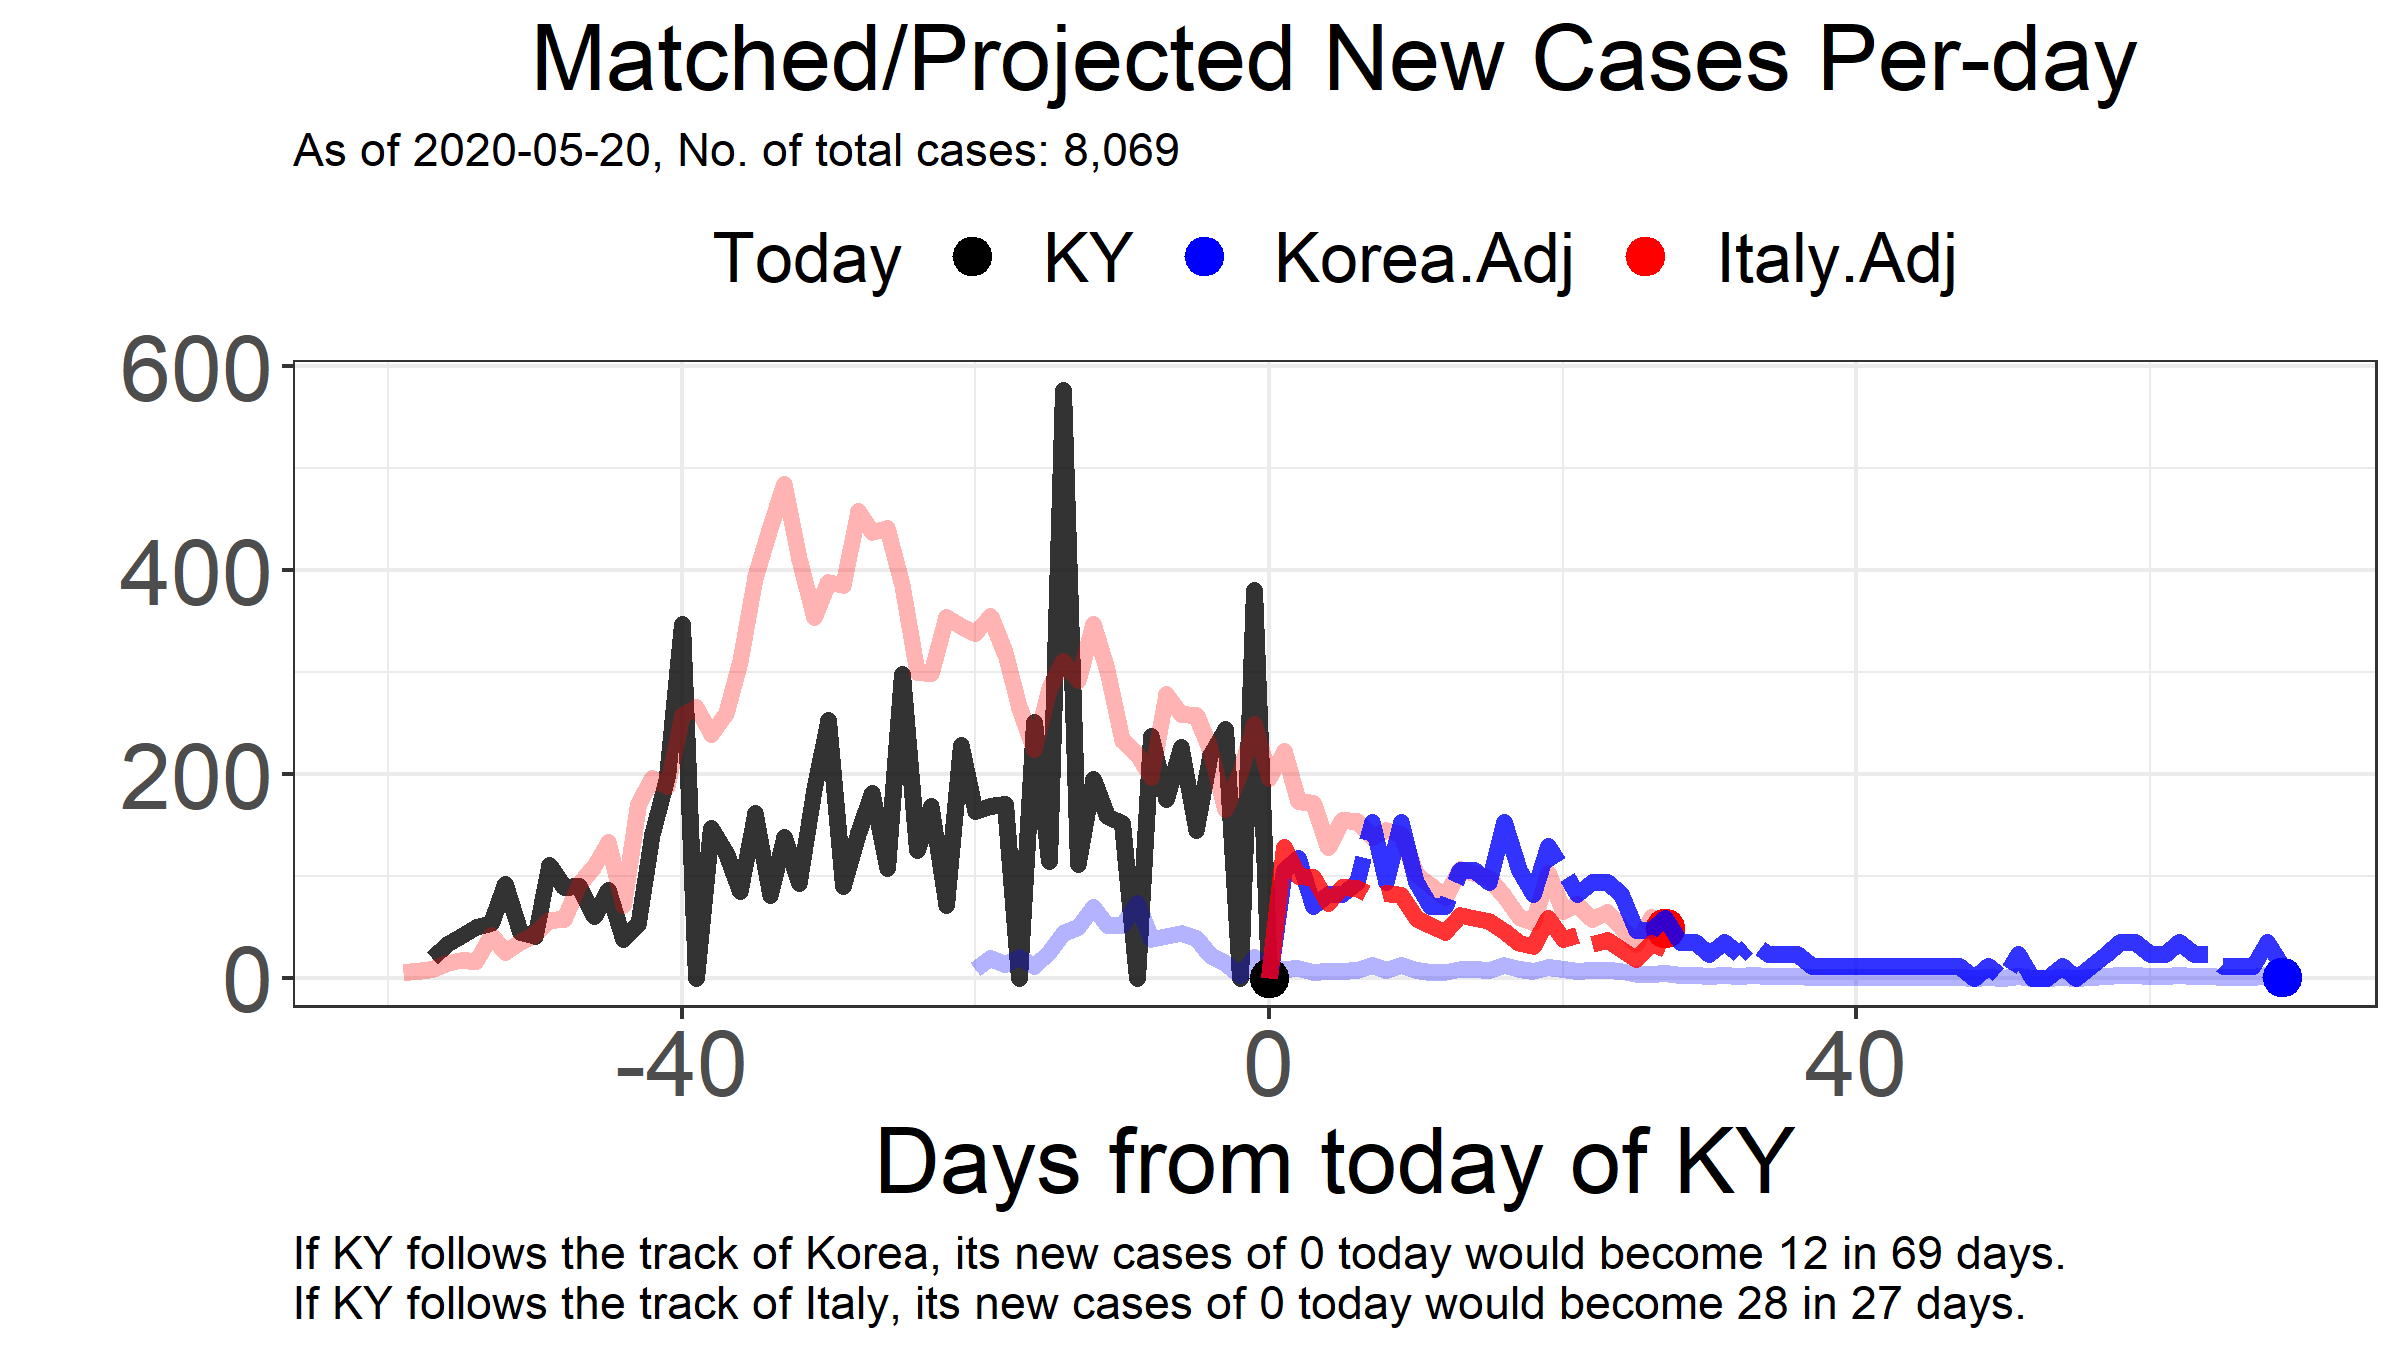 Matched/Projected New Cases Per-day
As of 2020-05-20, No. of total cases: 8,069
Today KY Korea.Adj Italy.Adj
600
400
200
0
-40 0 40
Days from today of KY
If KY follows the track of Korea, its new cases of 0 today would become 12 in 69 days.
If KY follows the track of Italy, its new cases of 0 today would become 28 in 27 days.